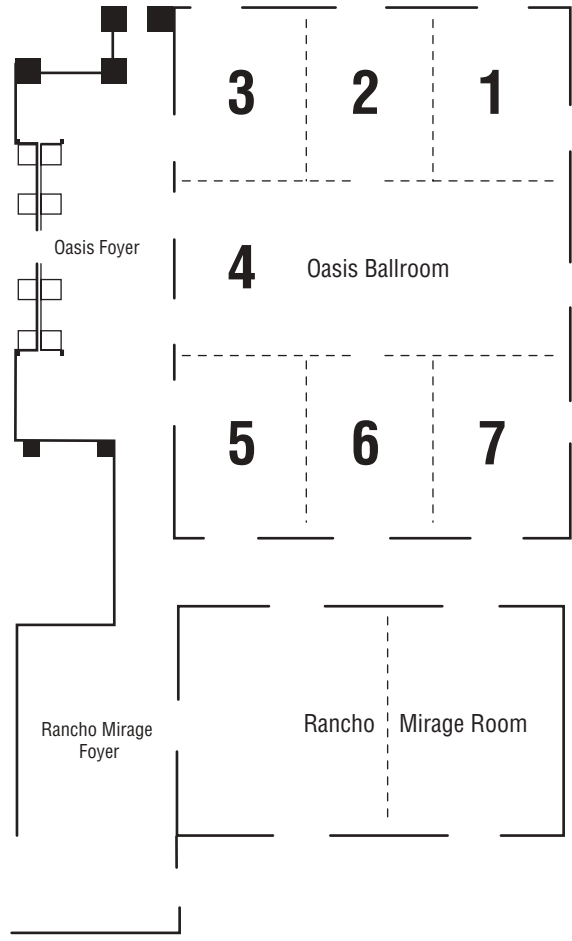 3 2 1
Oasis Foyer
4 Oasis Ballroom
5 6 7
Rancho Mirage
Foyer
Rancho Mirage Room